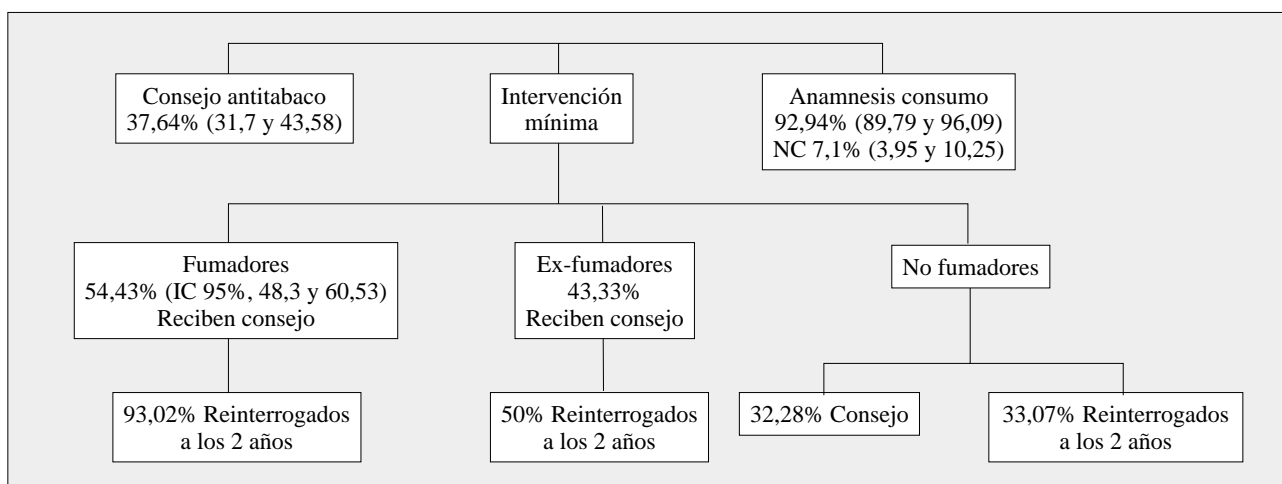 Consejo antitabaco
37,64% (31,7 y 43,58)
Intervención
mínima
Anamnesis consumo
92,94% (89,79 y 96,09)
NC 7,1% (3,95 y 10,25)
Fumadores
54,43% (IC 95%, 48,3 y 60,53)
Reciben consejo
Ex-fumadores
43,33%
Reciben consejo
No fumadores
93,02% Reinterrogados
a los 2 años
50% Reinterrogados
a los 2 años
32,28% Consejo
33,07% Reinterrogados
a los 2 años